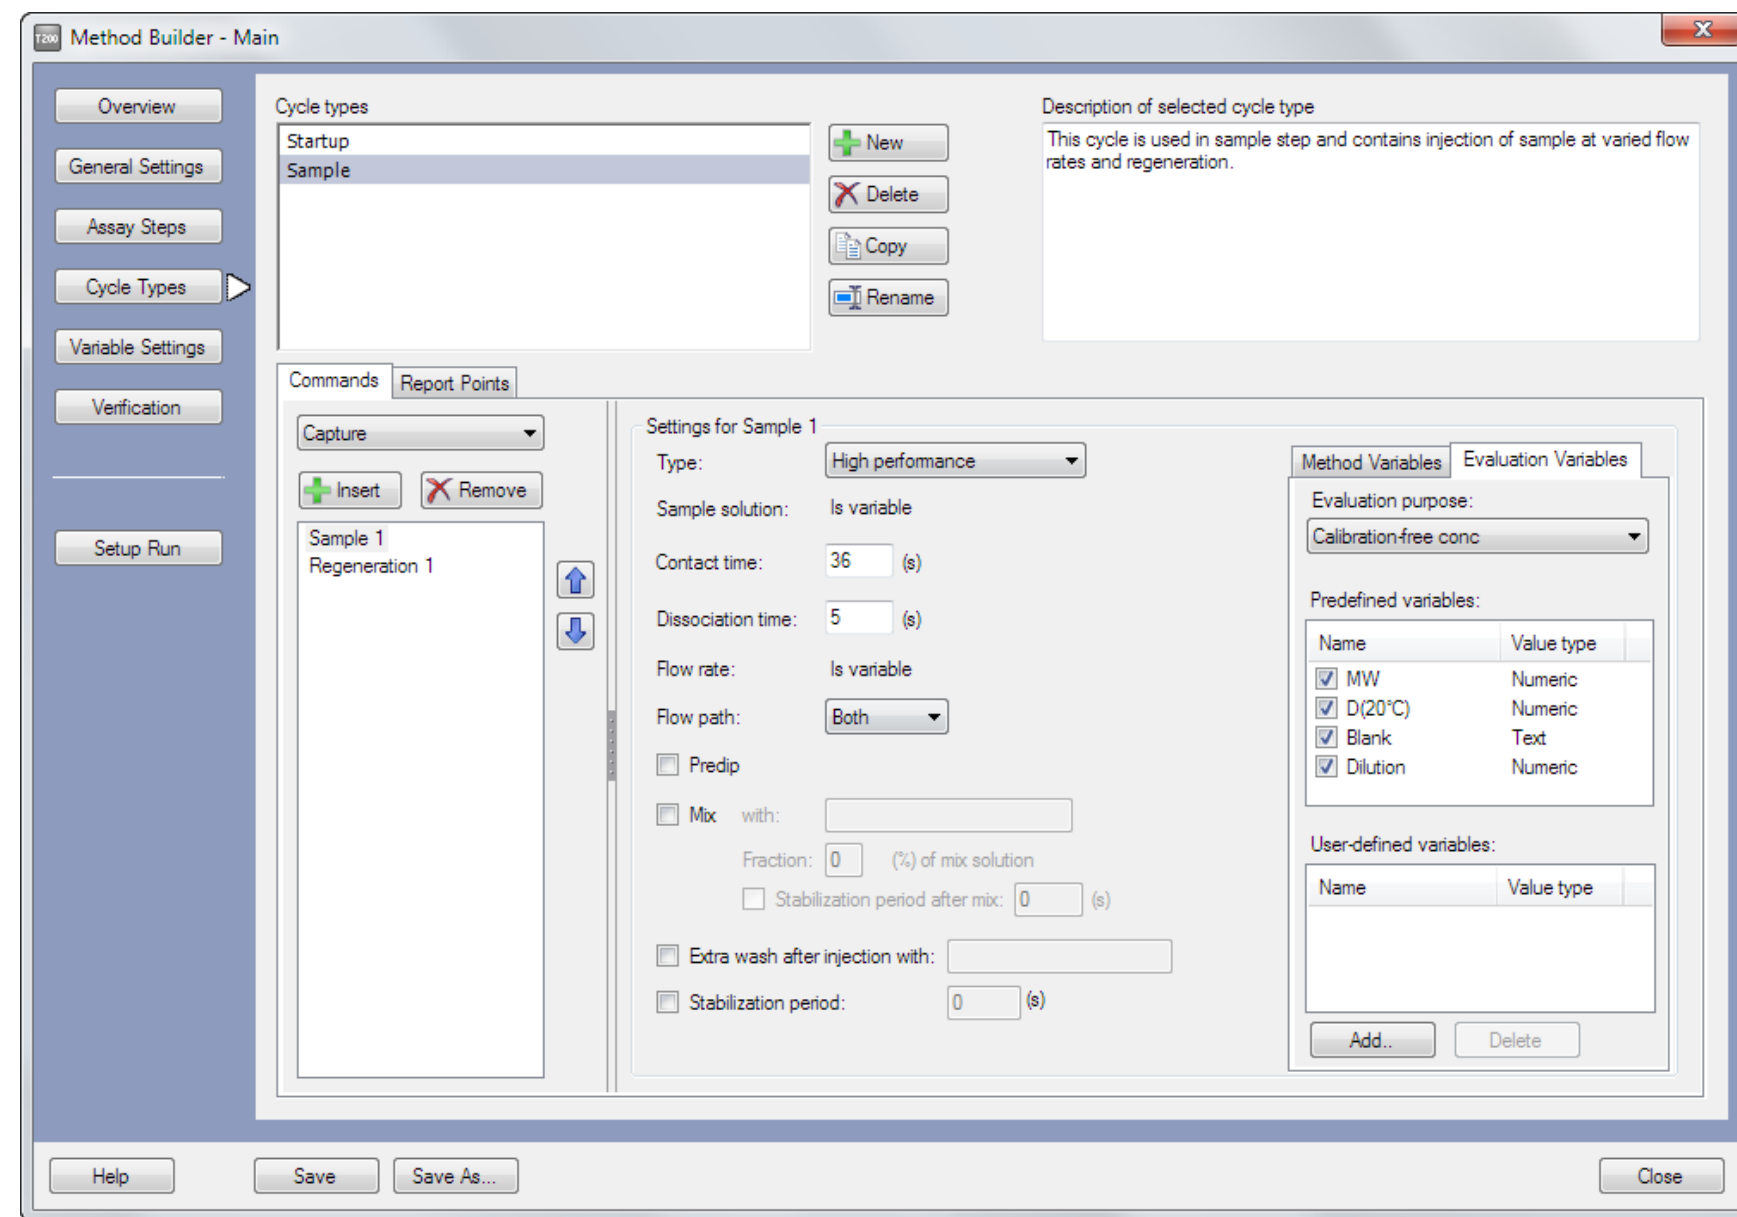 T200 Method Builder - Main
X
Overview
General Settings
Assay Steps
Cycle Types
Variable Settings
Verification
Setup Run
Cycle types
Startup
Sample
New
Delete
Copy
Rename
Description of selected cycle type
This cycle is used in sample step and contains injection of sample at varied flow
rates and regeneration.
Commands
Report Points
Capture
Insert
Remove
Sample 1
Regeneration 1
Settings for Sample 1
Type: High performance
Sample solution: Is variable
Contact time: 36 (s)
Dissociation time: 5 (s)
Flow rate: Is variable
Flow path: Both
Predip
Mix with:
Fraction: 0 (%) of mix solution
Stabilization period after mix: 0 (s)
Extra wash after injection with:
Stabilization period: 0 (s)
Method Variables
Evaluation Variables
Evaluation purpose:
Calibration-free conc
Predefined variables:
Name Value type
MW Numeric
D(20°C) Numeric
Blank Text
Dilution Numeric
User-defined variables:
Name Value type
Add..
Delete
Help
Save
Save As...
Close